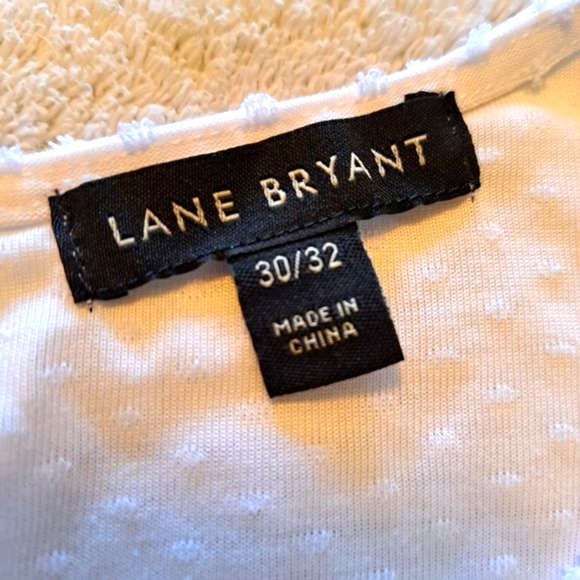 LANE BRYANT
30/32
MADE IN
CHINA